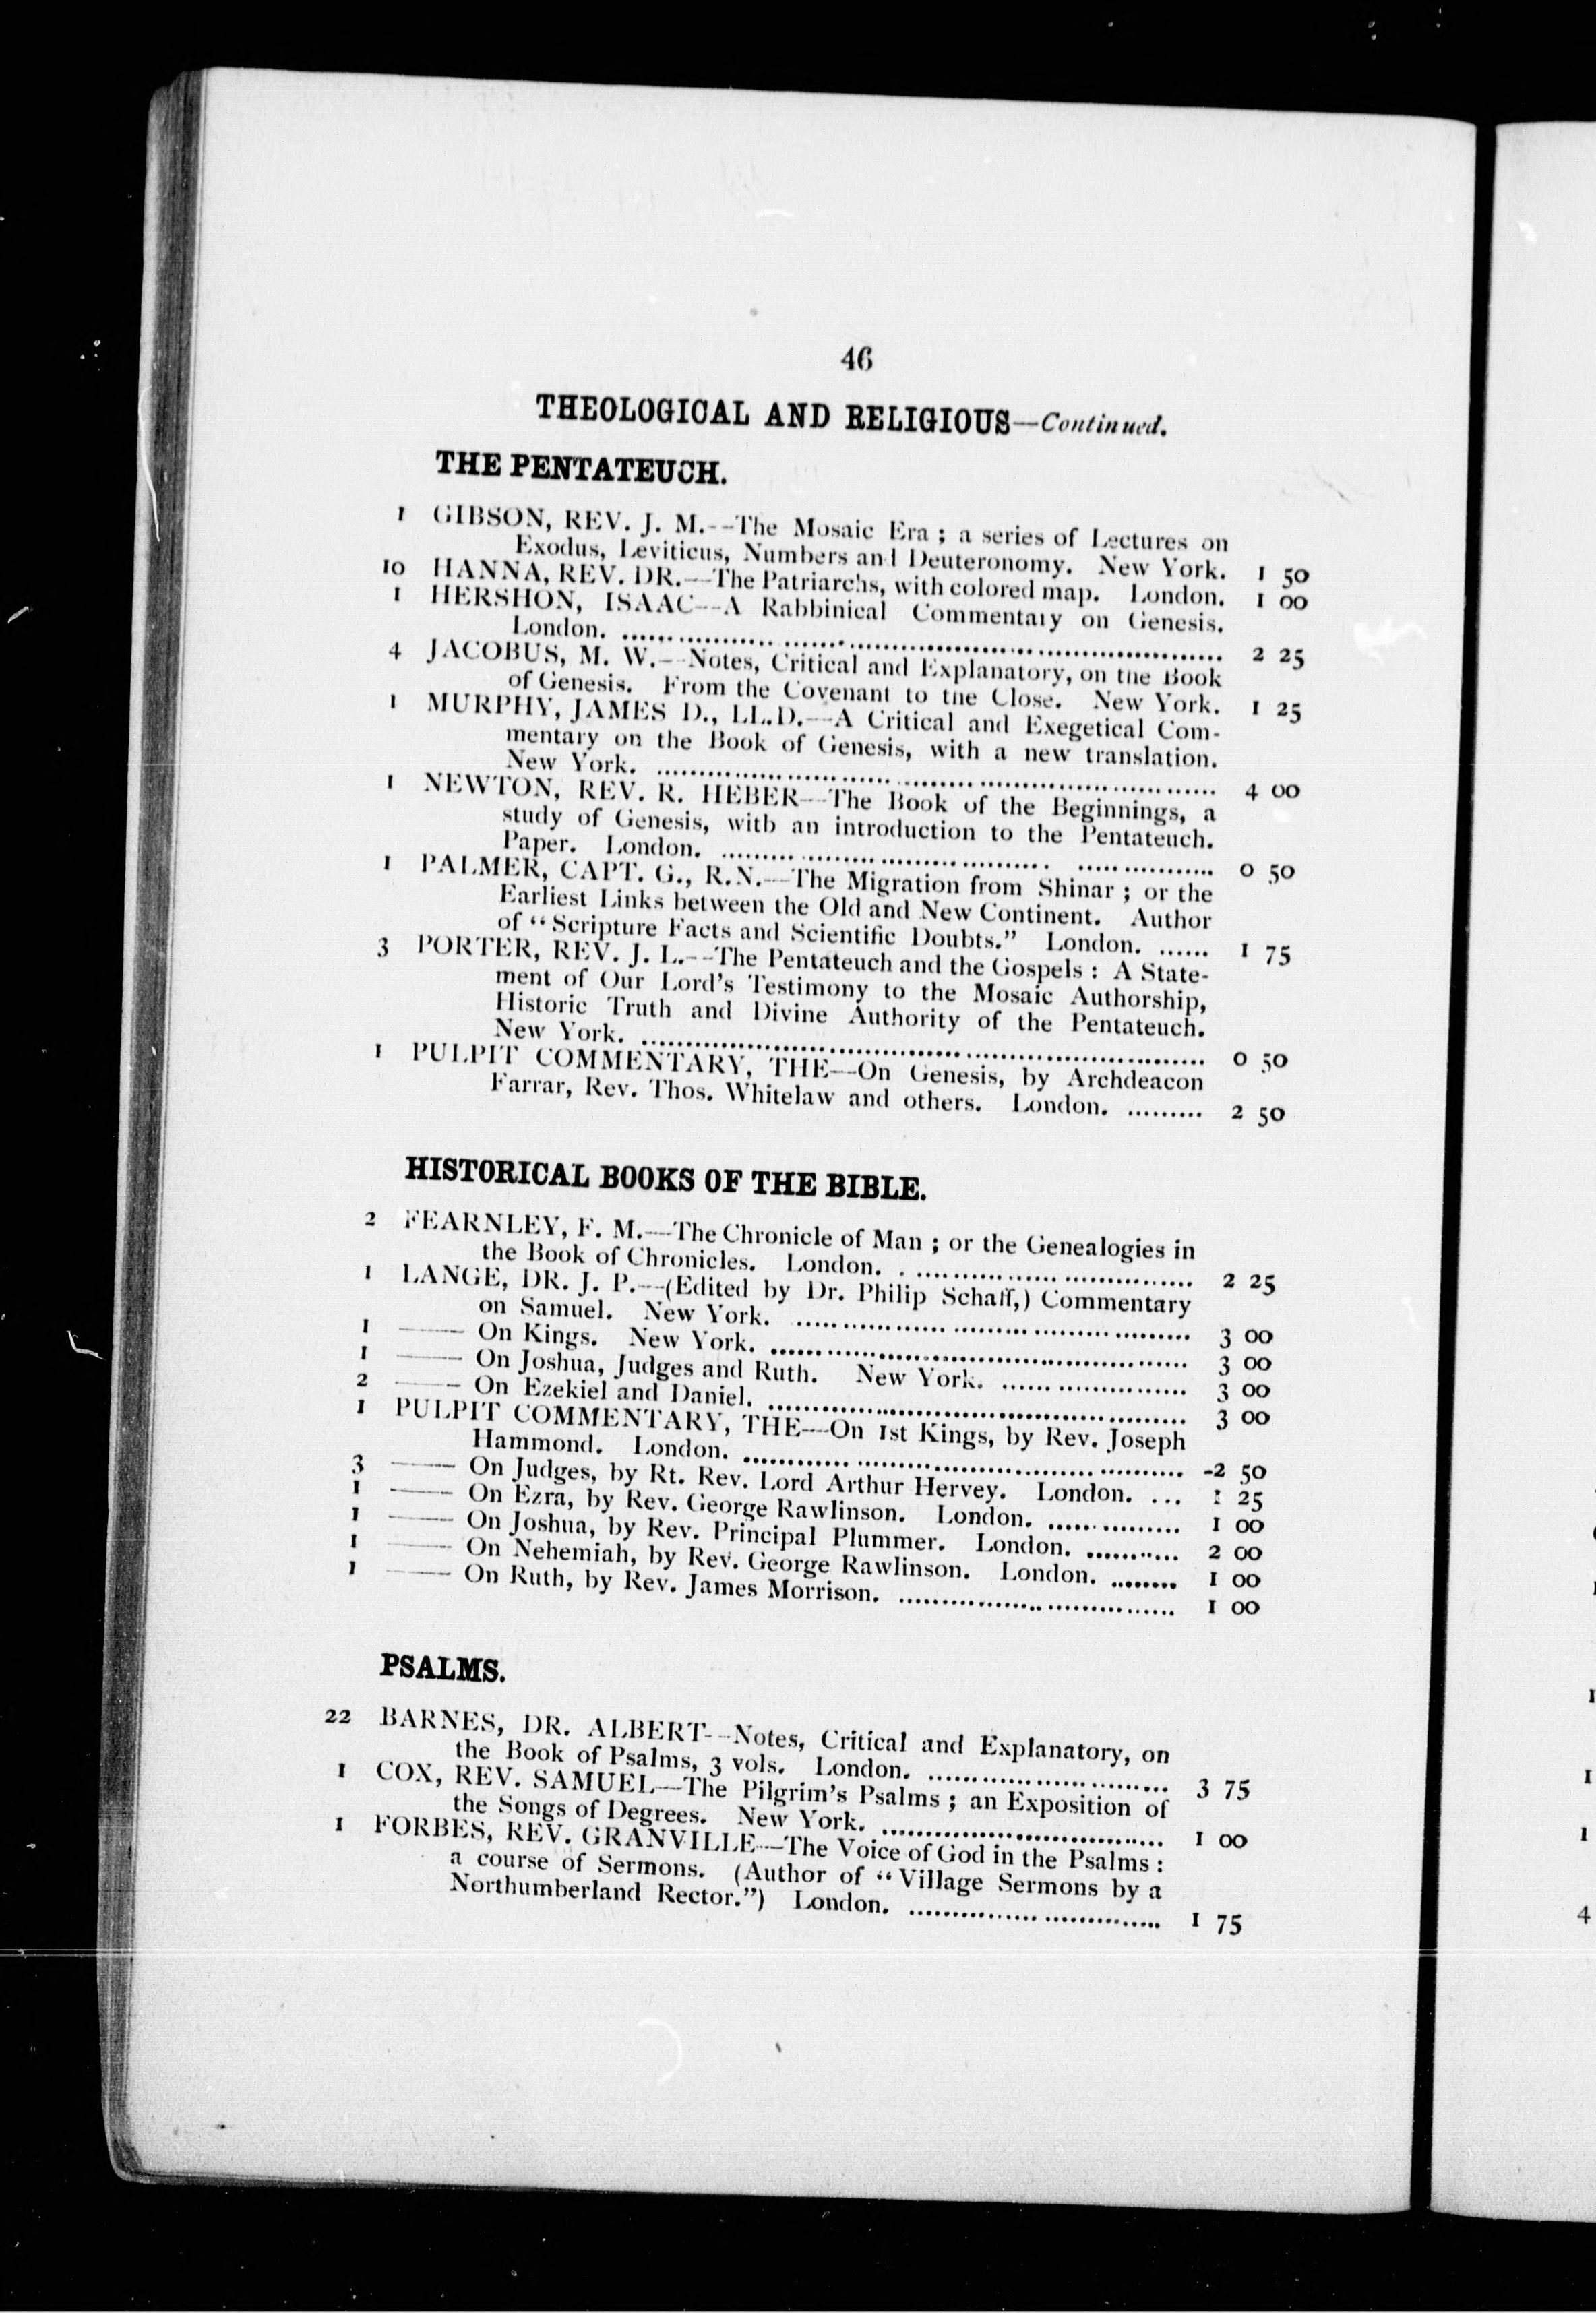 46
THEOLOGICAL AND RELIGIOUS—Continued.
THE PENTATEUCH.
1 GIBSON, REV. J. M.--The Mosaic Era ; a series of Lectures on
Exodus, Leviticus, Numbers and Deuteronomy. New York. 1 50
10 HANNA, REV. DR.—The Patriarchs, with colored map. London. 1 00
1 HERSHON, ISAAC--A Rabbinical Commentary on Genesis.
London. .......... 2 25
4 JACOBUS, M. W.--Notes, Critical and Explanatory, on the Book
of Genesis. From the Covenant to the Close. New York. 1 25
1 MURPHY, JAMES D., LL.D.—A Critical and Exegetical Com-
mentary on the Book of Genesis, with a new translation.
New York. .......... 4 00
1 NEWTON, REV. R. HEBER—The Book of the Beginnings, a
study of Genesis, with an introduction to the Pentateuch.
Paper. London. .......... 0 50
1 PALMER, CAPT. G., R.N.—The Migration from Shinar ; or the
Earliest Links between the Old and New Continent. Author
of "Scripture Facts and Scientific Doubts." London. ...... 1 75
3 PORTER, REV. J. L.--The Pentateuch and the Gospels : A State-
ment of Our Lord's Testimony to the Mosaic Authorship,
Historic Truth and Divine Authority of the Pentateuch.
New York. .......... 0 50
1 PULPIT COMMENTARY, THE—On Genesis, by Archdeacon
Farrar, Rev. Thos. Whitelaw and others. London. ......... 2 50
HISTORICAL BOOKS OF THE BIBLE.
2 FEARNLEY, F. M.—The Chronicle of Man ; or the Genealogies in
the Book of Chronicles. London. .......... 2 25
1 LANGE, DR. J. P.—(Edited by Dr. Philip Schaff,) Commentary
on Samuel. New York. .......... 3 00
1 —— On Kings. New York. .......... 3 00
1 —— On Joshua, Judges and Ruth. New York. .......... 3 00
2 —— On Ezekiel and Daniel. .......... 3 00
1 PULPIT COMMENTARY, THE—On 1st Kings, by Rev. Joseph
Hammond. London. .......... 2 50
3 —— On Judges, by Rt. Rev. Lord Arthur Hervey. London. ... 1 25
1 —— On Ezra, by Rev. George Rawlinson. London. .......... 1 00
1 —— On Joshua, by Rev. Principal Plummer. London. .......... 2 00
1 —— On Nehemiah, by Rev. George Rawlinson. London. ........ 1 00
1 —— On Ruth, by Rev. James Morrison. .......... 1 00
PSALMS.
22 BARNES, DR. ALBERT--Notes, Critical and Explanatory, on
the Book of Psalms, 3 vols. London. .......... 3 75
1 COX, REV. SAMUEL—The Pilgrim's Psalms ; an Exposition of
the Songs of Degrees. New York. .......... 1 00
1 FORBES, REV. GRANVILLE—The Voice of God in the Psalms :
a course of Sermons. (Author of "Village Sermons by a
Northumberland Rector.") London. .......... 1 75